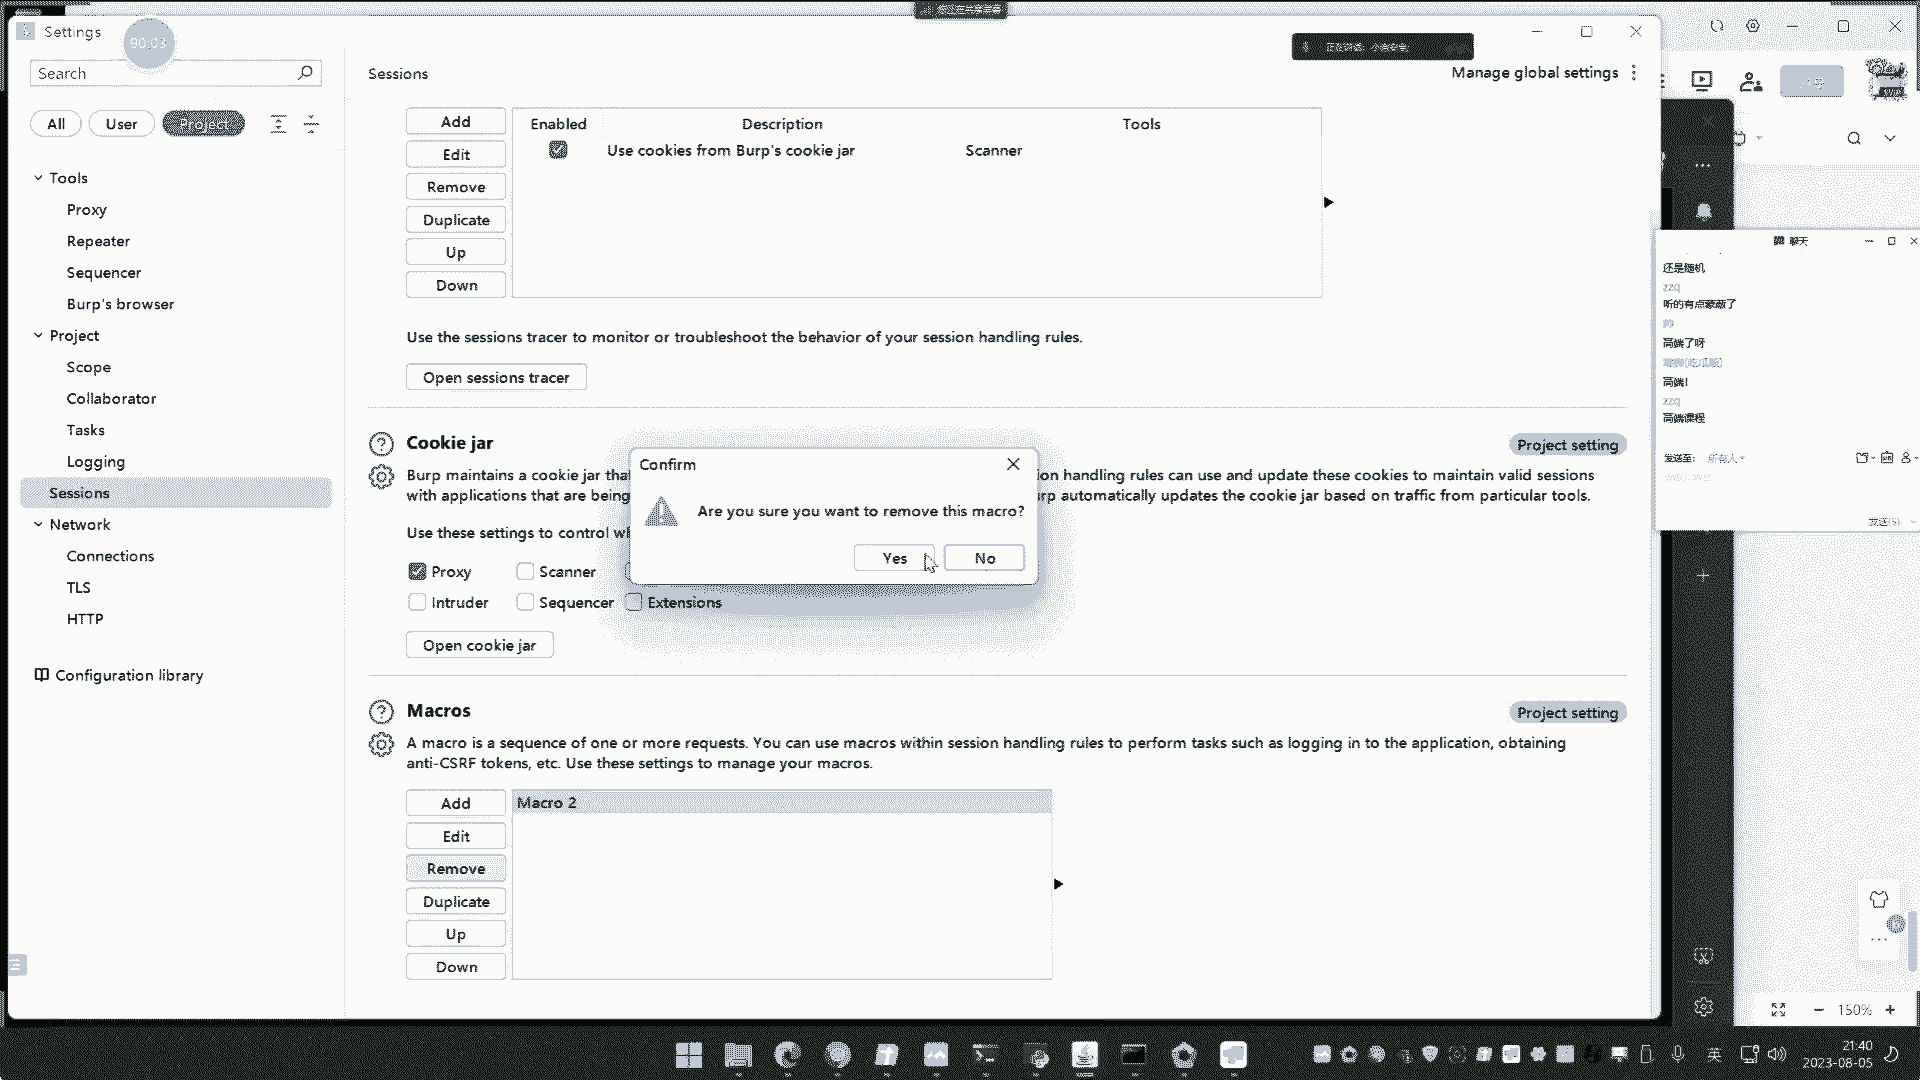 Settings
90:03
Search
All
User
Project
Tools
Proxy
Repeater
Sequencer
Burp's browser
Project
Scope
Collaborator
Tasks
Logging
Sessions
Network
Connections
TLS
HTTP
Configuration library
Sessions
Manage global settings
Add
Edit
Remove
Duplicate
Up
Down
Enabled Description Tools
Use cookies from Burp's cookie jar Scanner
Use the sessions tracer to monitor or troubleshoot the behavior of your session handling rules.
Open sessions tracer
Cookie jar
Project setting
Burp maintains a cookie jar tha
ion handling rules can use and update these cookies to maintain valid sessions
with applications that are being
urp automatically updates the cookie jar based on traffic from particular tools.
Use these settings to control wh
Proxy Scanner
Intruder Sequencer Extensions
Open cookie jar
Confirm
Are you sure you want to remove this macro?
Yes No
Macros
Project setting
A macro is a sequence of one or more requests. You can use macros within session handling rules to perform tasks such as logging in to the application, obtaining
anti-CSRF tokens, etc. Use these settings to manage your macros.
Add
Edit
Remove
Duplicate
Up
Down
Macro 2
聊天
还是随机
zzq
听的有点蒙蔽了
帅
高端了呀
高端!
zzq
高端课程
发送至: 所有人
发送(S)
150%
英
21:40
2023-08-05